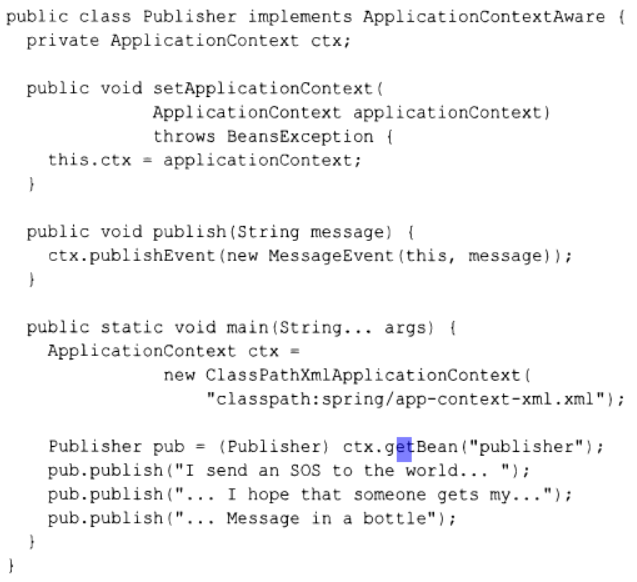 public class Publisher implements ApplicationContextAware {
  private ApplicationContext ctx;

  public void setApplicationContext(
              ApplicationContext applicationContext)
              throws BeansException {
    this.ctx = applicationContext;
  }

  public void publish(String message) {
    ctx.publishEvent(new MessageEvent(this, message));
  }

  public static void main(String... args) {
    ApplicationContext ctx =
               new ClassPathXmlApplicationContext(
                   "classpath:spring/app-context-xml.xml");

    Publisher pub = (Publisher) ctx.getBean("publisher");
    pub.publish("I send an SOS to the world... ");
    pub.publish("... I hope that someone gets my...");
    pub.publish("... Message in a bottle");
  }
}